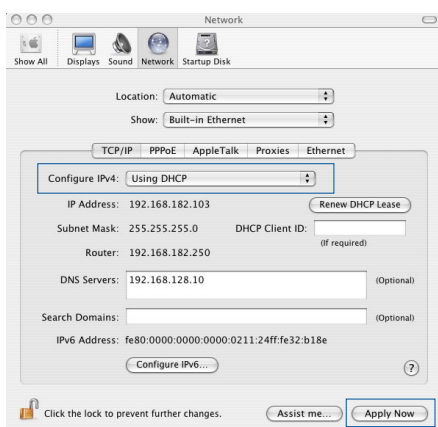 Network
Show All Displays Sound Network Startup Disk
Location: Automatic
Show: Built-in Ethernet
TCP/IP PPPoE AppleTalk Proxies Ethernet
Configure IPv4: Using DHCP
IP Address: 192.168.182.103 Renew DHCP Lease
Subnet Mask: 255.255.255.0 DHCP Client ID:
(If required)
Router: 192.168.182.250
DNS Servers: 192.168.128.10 (Optional)
Search Domains: (Optional)
IPv6 Address: fe80:0000:0000:0000:0211:24ff:fe32:b18e
Configure IPv6... ?
Click the lock to prevent further changes. Assist me... Apply Now